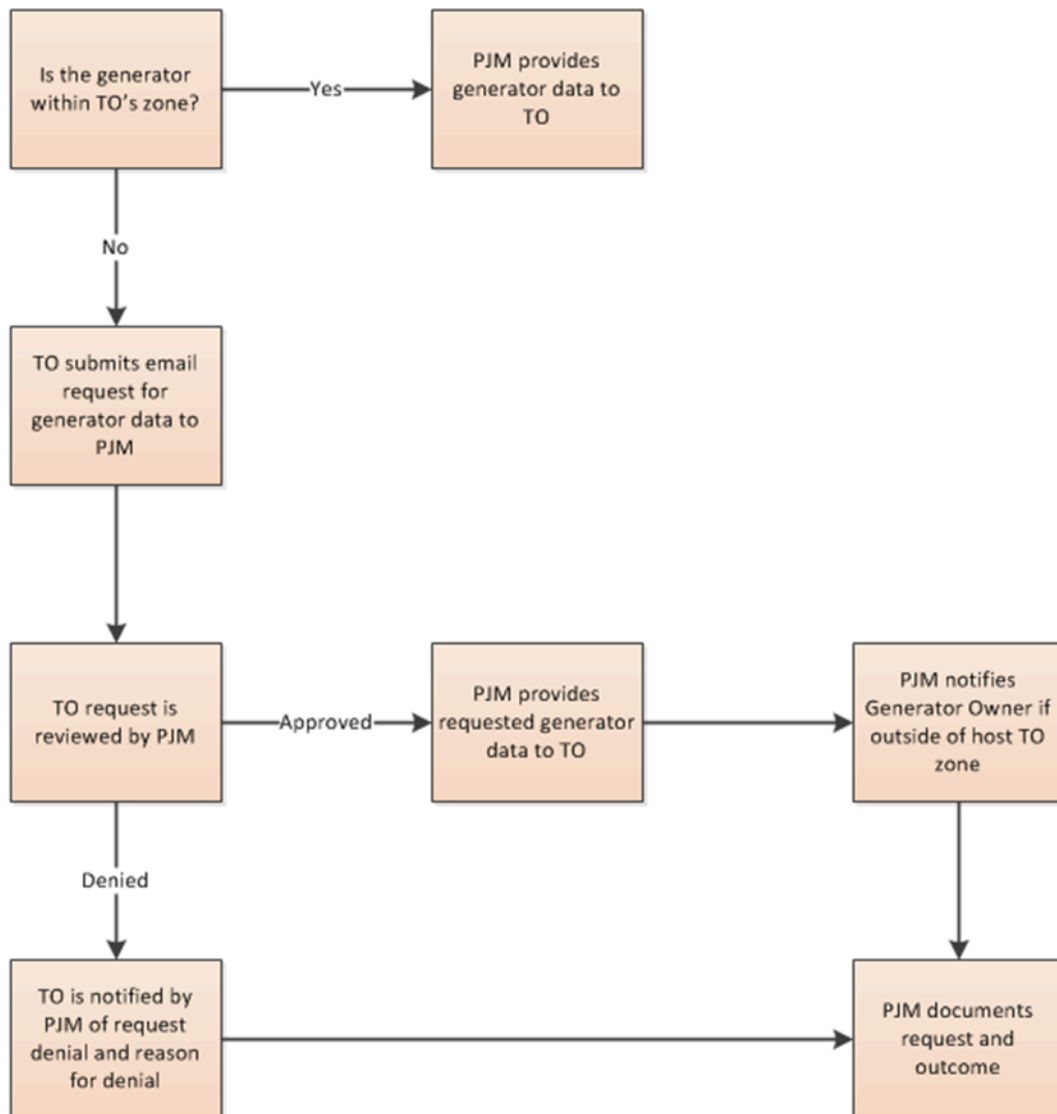 Is the generator
within TO's zone?
Yes
PJM provides
generator data to
TO
No
TO submits email
request for
generator data to
PJM
TO request is
reviewed by PJM
Approved
PJM provides
requested generator
data to TO
PJM notifies
Generator Owner if
outside of host TO
zone
Denied
TO is notified by
PJM of request
denial and reason
for denial
PJM documents
request and
outcome